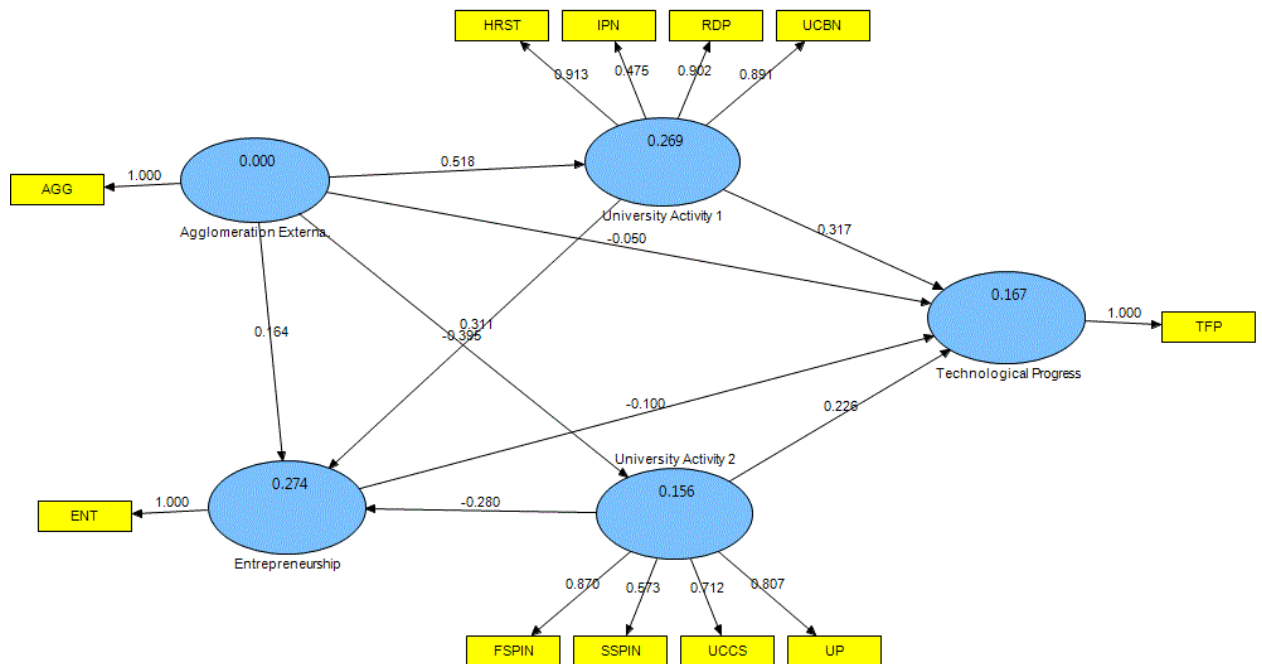 HRST
IPN
RDP
UCBN
0.913
0.475
0.902
0.891
0.000
0.269
0.518
1.000
AGG
Agglomeration Externa.
University Activity 1
-0.050
0.317
0.167
1.000
TFP
Technological Progress
0.164
0.311
-0.395
-0.100
0.226
University Activity 2
0.274
0.156
1.000
ENT
-0.280
Entrepreneurship
0.870
0.573
0.712
0.807
FSPIN
SSPIN
UCCS
UP